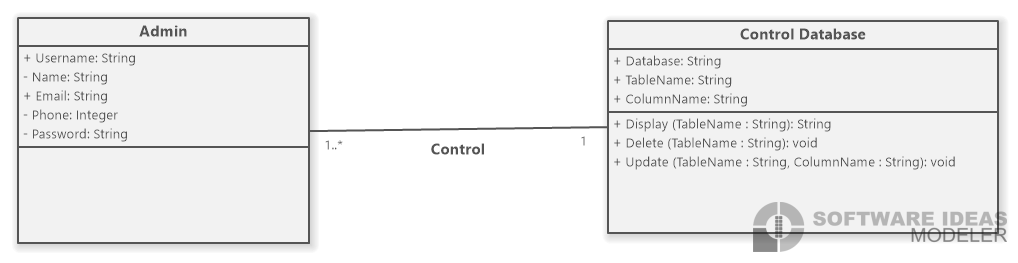 Admin
+ Username: String
- Name: String
+ Email: String
- Phone: Integer
- Password: String
1..*
Control
1
Control Database
+ Database: String
+ TableName: String
+ ColumnName: String
+ Display (TableName : String): String
+ Delete (TableName : String): void
+ Update (TableName : String, ColumnName : String): void
SOFTWARE IDEAS
MODELER